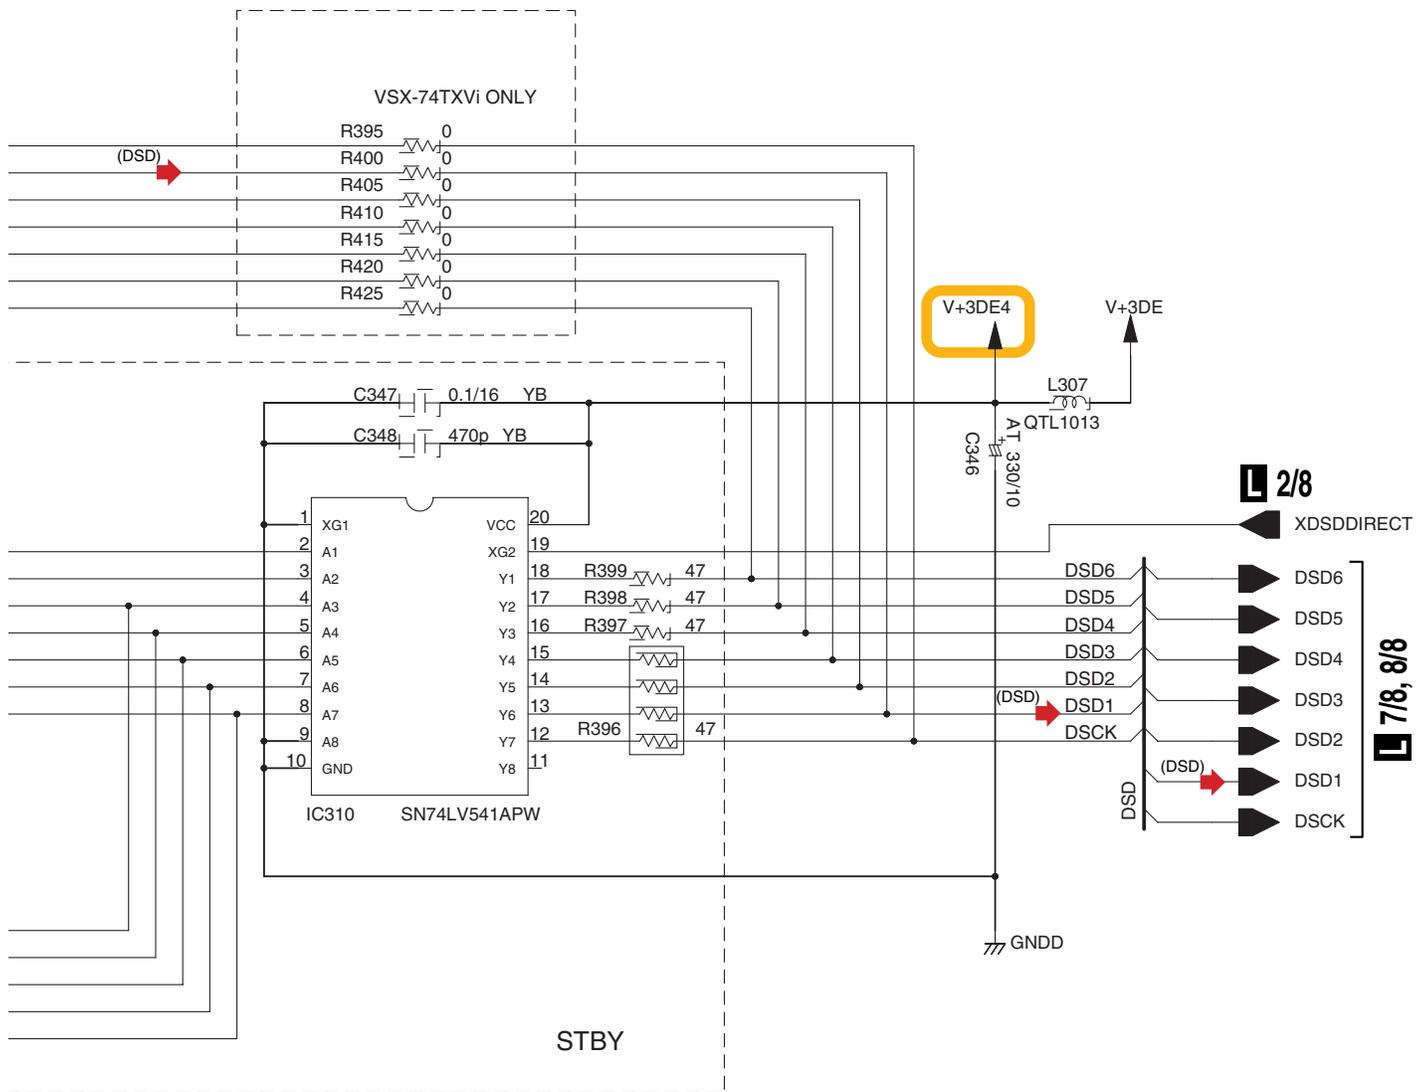 VSX-74TXVi ONLY
R395 0
(DSD)
R400 0
R405 0
R410 0
R415 0
R420 0
R425 0
V+3DE4
V+3DE
C347 0.1/16 YB
L307
QTL1013
C348 470p YB
C346
AT 330/10
+
L 2/8
1 XG1 VCC 20
XDSDDIRECT
2 A1 XG2 19
3 A2 Y1 18 R399 47 DSD6 DSD6
4 A3 Y2 17 R398 47 DSD5 DSD5
5 A4 Y3 16 R397 47 DSD4 DSD4
6 A5 Y4 15 DSD3 DSD3
7 A6 Y5 14 DSD2 DSD2
(DSD)
8 A7 Y6 13 DSD1 DSD1
(DSD)
9 A8 Y7 12 R396 47 DSCK DSCK
10 GND Y8 11
L 7/8, 8/8
DSD
IC310 SN74LV541APW
GNDD
STBY